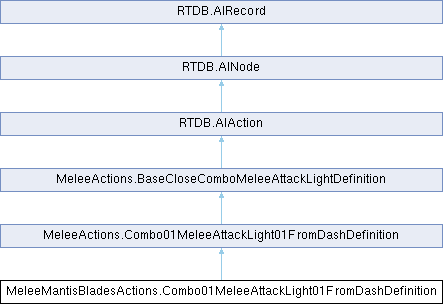 RTDB.AIRecord
RTDB.AINode
RTDB.AIAction
MeleeActions.BaseCloseComboMeleeAttackLightDefinition
MeleeActions.Combo01MeleeAttackLight01FromDashDefinition
MeleeMantisBladesActions.Combo01MeleeAttackLight01FromDashDefinition